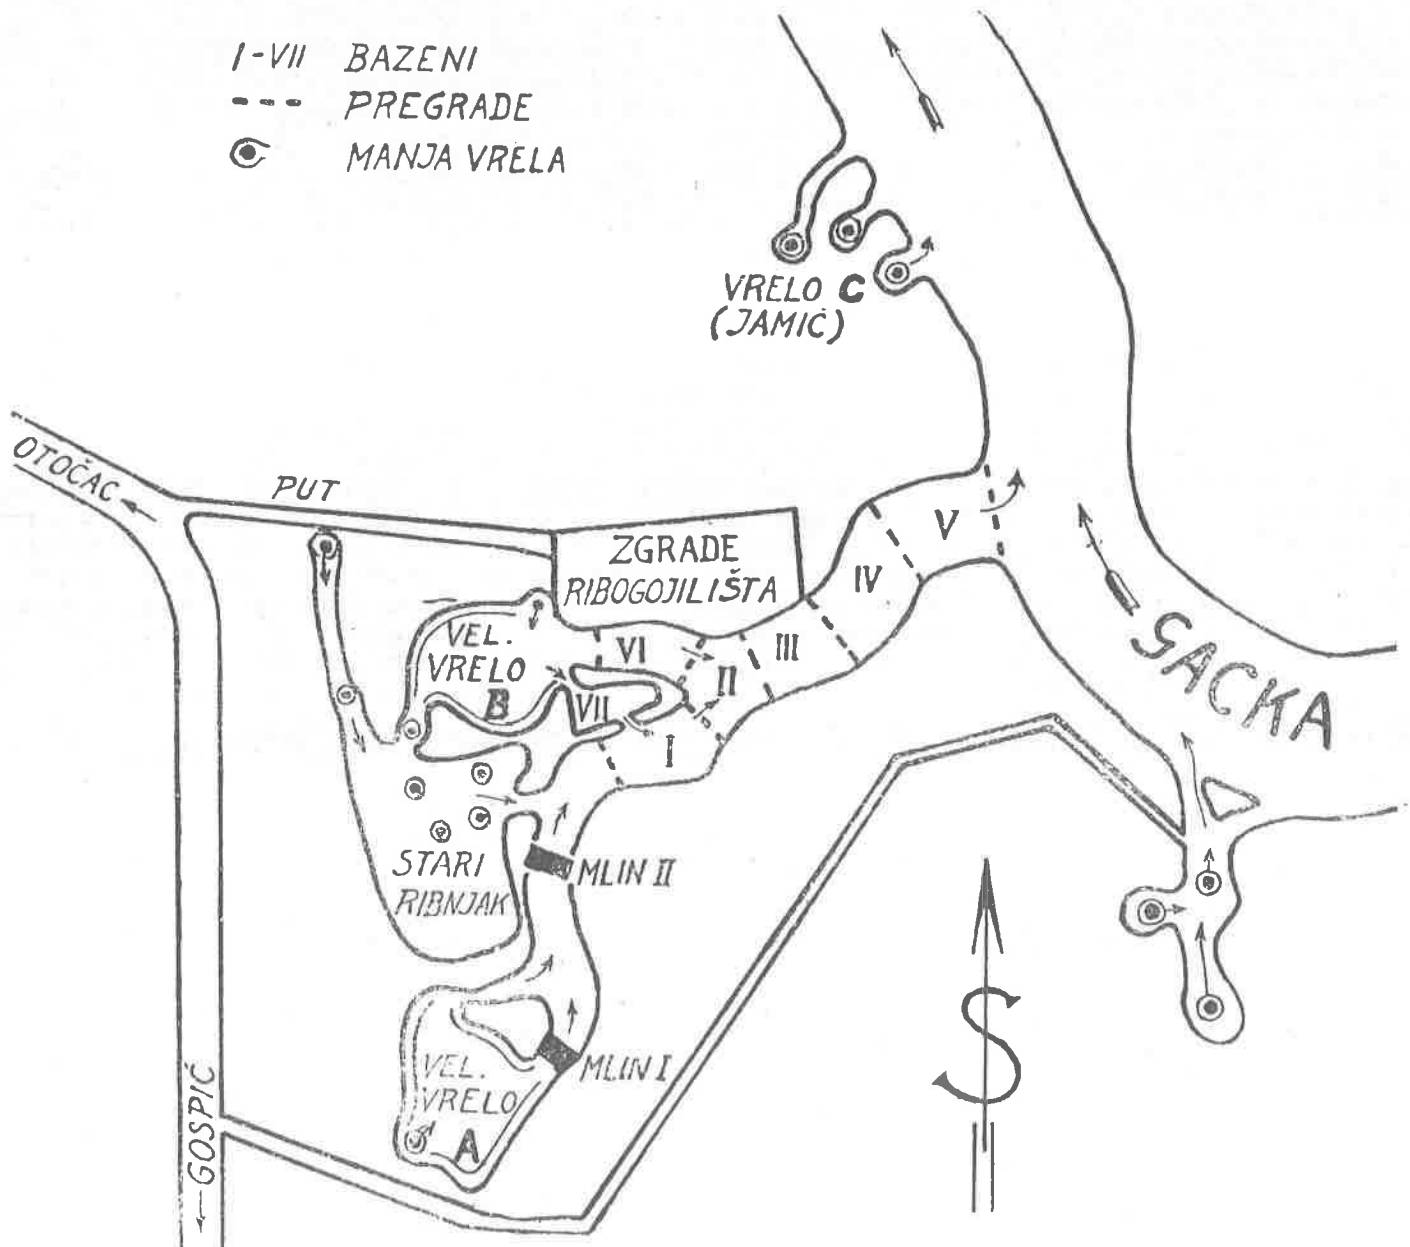 I-VII BAZENI
PREGRADE
MANJA VRELA
VRELO C
(JAMIĆ)
OTOČAC
PUT
ZGRADE
RIBOGOJILIŠTA
V
IV
III
VEL.
VRELO
B
VI
II
VII
I
GACKA
STARI
RIBNJAK
MLIN II
VEL.
VRELO
A
MLIN I
GOSPIĆ
S